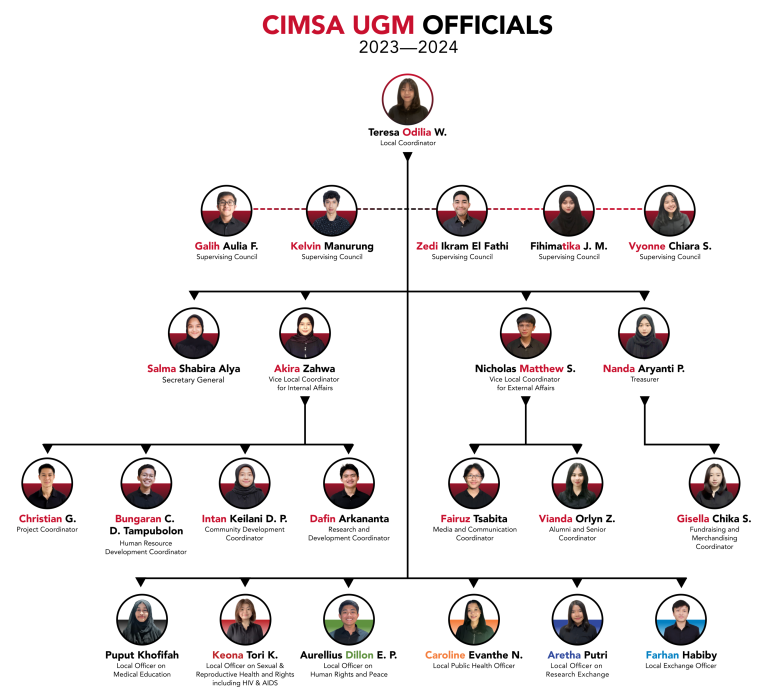 CIMSA UGM OFFICIALS
2023—2024
Teresa Odilia W.
Local Coordinator
Galih Aulia F.
Supervising Council
Kelvin Manurung
Supervising Council
Zedi Ikram El Fathi
Supervising Council
Fihimatika J. M.
Supervising Council
Vyonne Chiara S.
Supervising Council
Salma Shabira Alya
Secretary General
Akira Zahwa
Vice Local Coordinator
for Internal Affairs
Nicholas Matthew S.
Vice Local Coordinator
for External Affairs
Nanda Aryanti P.
Treasurer
Christian G.
Project Coordinator
Bungaran C.
D. Tampubolon
Human Resource
Development Coordinator
Intan Keilani D. P.
Community Development
Coordinator
Dafin Arkananta
Research and
Development Coordinator
Fairuz Tsabita
Media and Communication
Coordinator
Vianda Orlyn Z.
Alumni and Senior
Coordinator
Gisella Chika S.
Fundraising and
Merchandising
Coordinator
Puput Khofifah
Local Officer on
Medical Education
Keona Tori K.
Local Officer on Sexual &
Reproductive Health and Rights
including HIV & AIDS
Aurellius Dillon E. P.
Local Officer on
Human Rights and Peace
Caroline Evanthe N.
Local Public Health Officer
Aretha Putri
Local Officer on
Research Exchange
Farhan Habiby
Local Exchange Officer